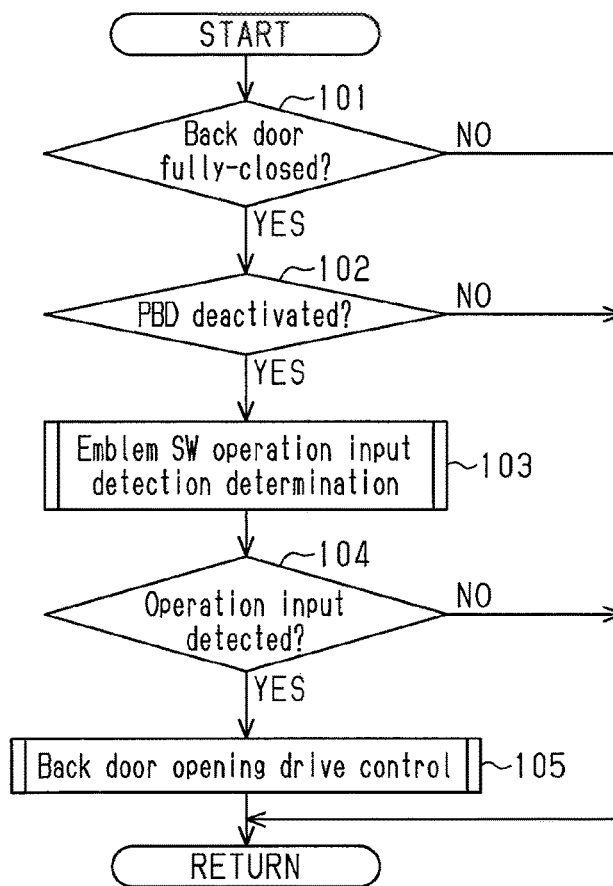 START
101
Back door
fully-closed?
NO
YES
102
PBD deactivated?
NO
YES
Emblem SW operation input
detection determination
103
104
Operation input
detected?
NO
YES
Back door opening drive control
105
RETURN